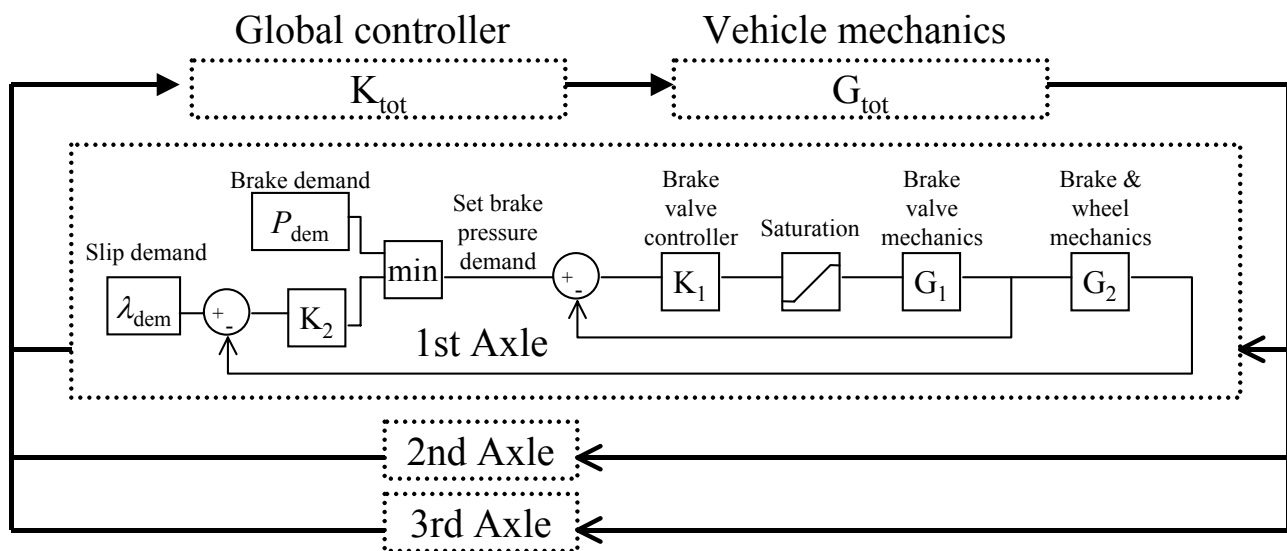 Global controller
Vehicle mechanics
K_tot
G_tot
Brake demand
P_dem
Slip demand
λ_dem
+
-
K_2
min
Set brake
pressure
demand
+
-
Brake
valve
controller
K_1
Saturation
Brake
valve
mechanics
G_1
Brake &
wheel
mechanics
G_2
1st Axle
2nd Axle
3rd Axle